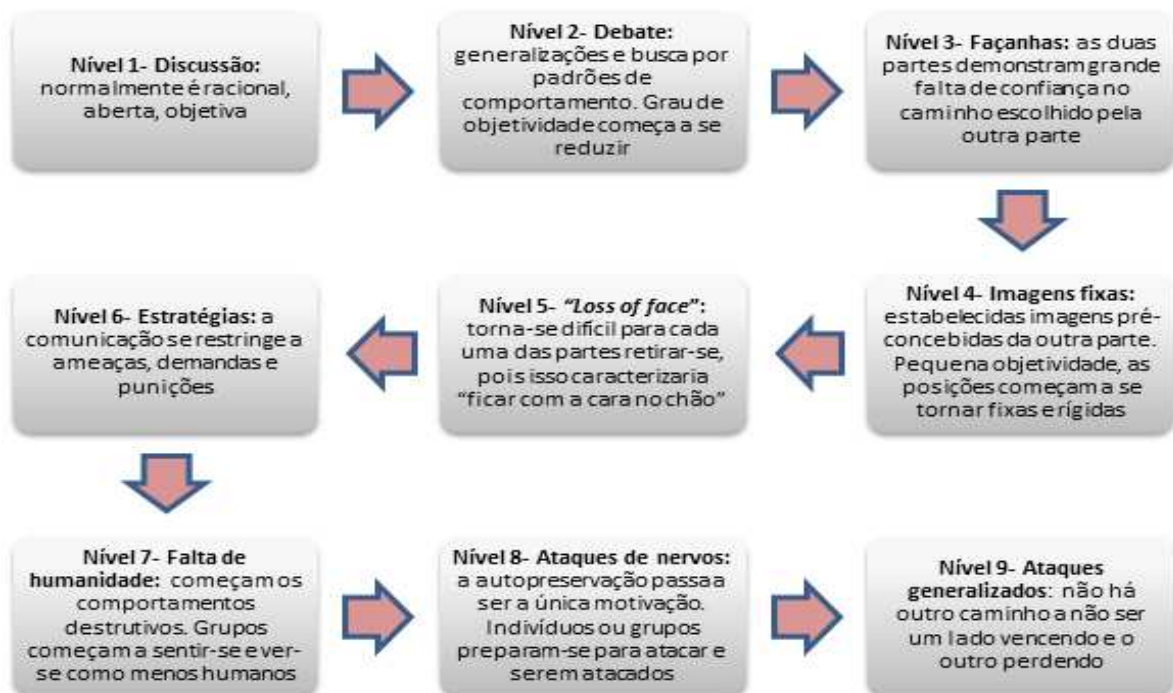 Nível 1- Discussão:
normalmente é racional,
aberta, objetiva
Nível 2- Debate:
generalizações e busca por
padrões de
comportamento. Grau de
objetividade começa a se
reduzir
Nível 3- Façanhas: as duas
partes demonstram grande
falta de confiança no
caminho escolhido pela
outra parte
Nível 4- Imagens fixas:
estabelecidas imagens pré-
concebidas da outra parte.
Pequena objetividade, as
posições começam a se
tornar fixas e rígidas
Nível 5- “Loss of face”:
torna-se difícil para cada
uma das partes retirar-se,
pois isso caracterizaria
“ficar com a cara no chão”
Nível 6- Estratégias: a
comunicação se restringe a
ameaças, demandas e
punições
Nível 7- Falta de
humanidade: começam os
comportamentos
destrutivos. Grupos
começam a sentir-se e ver-
se como menos humanos
Nível 8- Ataques de nervos:
a autopreservação passa a
ser a única motivação.
Indivíduos ou grupos
preparam-se para atacar e
serem atacados
Nível 9- Ataques
generalizados: não há
outro caminho a não ser
um lado vencendo e o
outro perdendo